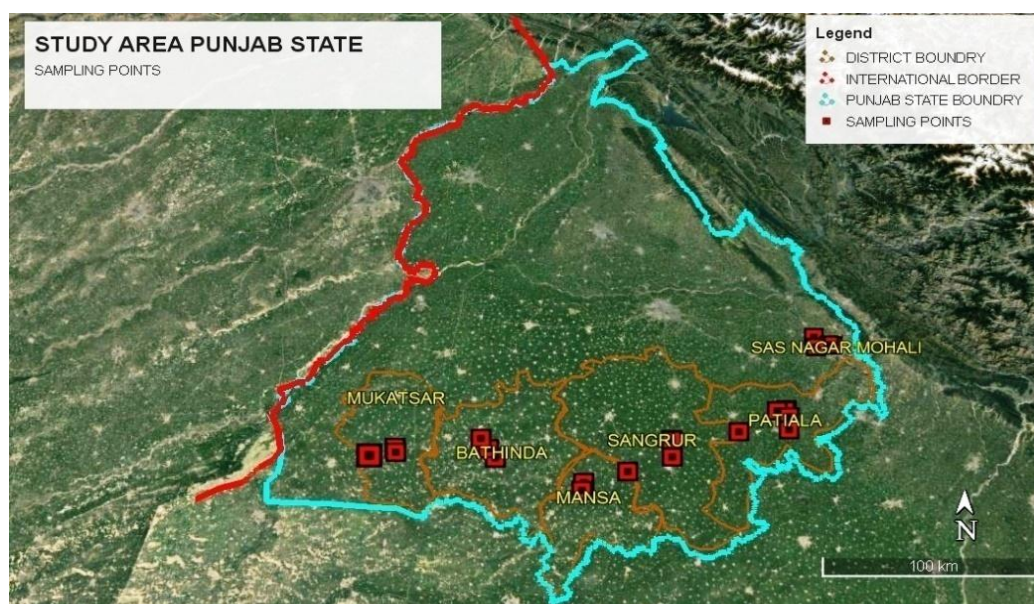 STUDY AREA PUNJAB STATE
SAMPLING POINTS
Legend
DISTRICT BOUNDRY
INTERNATIONAL BORDER
PUNJAB STATE BOUNDRY
SAMPLING POINTS
SAS NAGAR MOHALI
MUKATSAR
BATHINDA
SANGRUR
PATIALA
MANSA
N
100 km